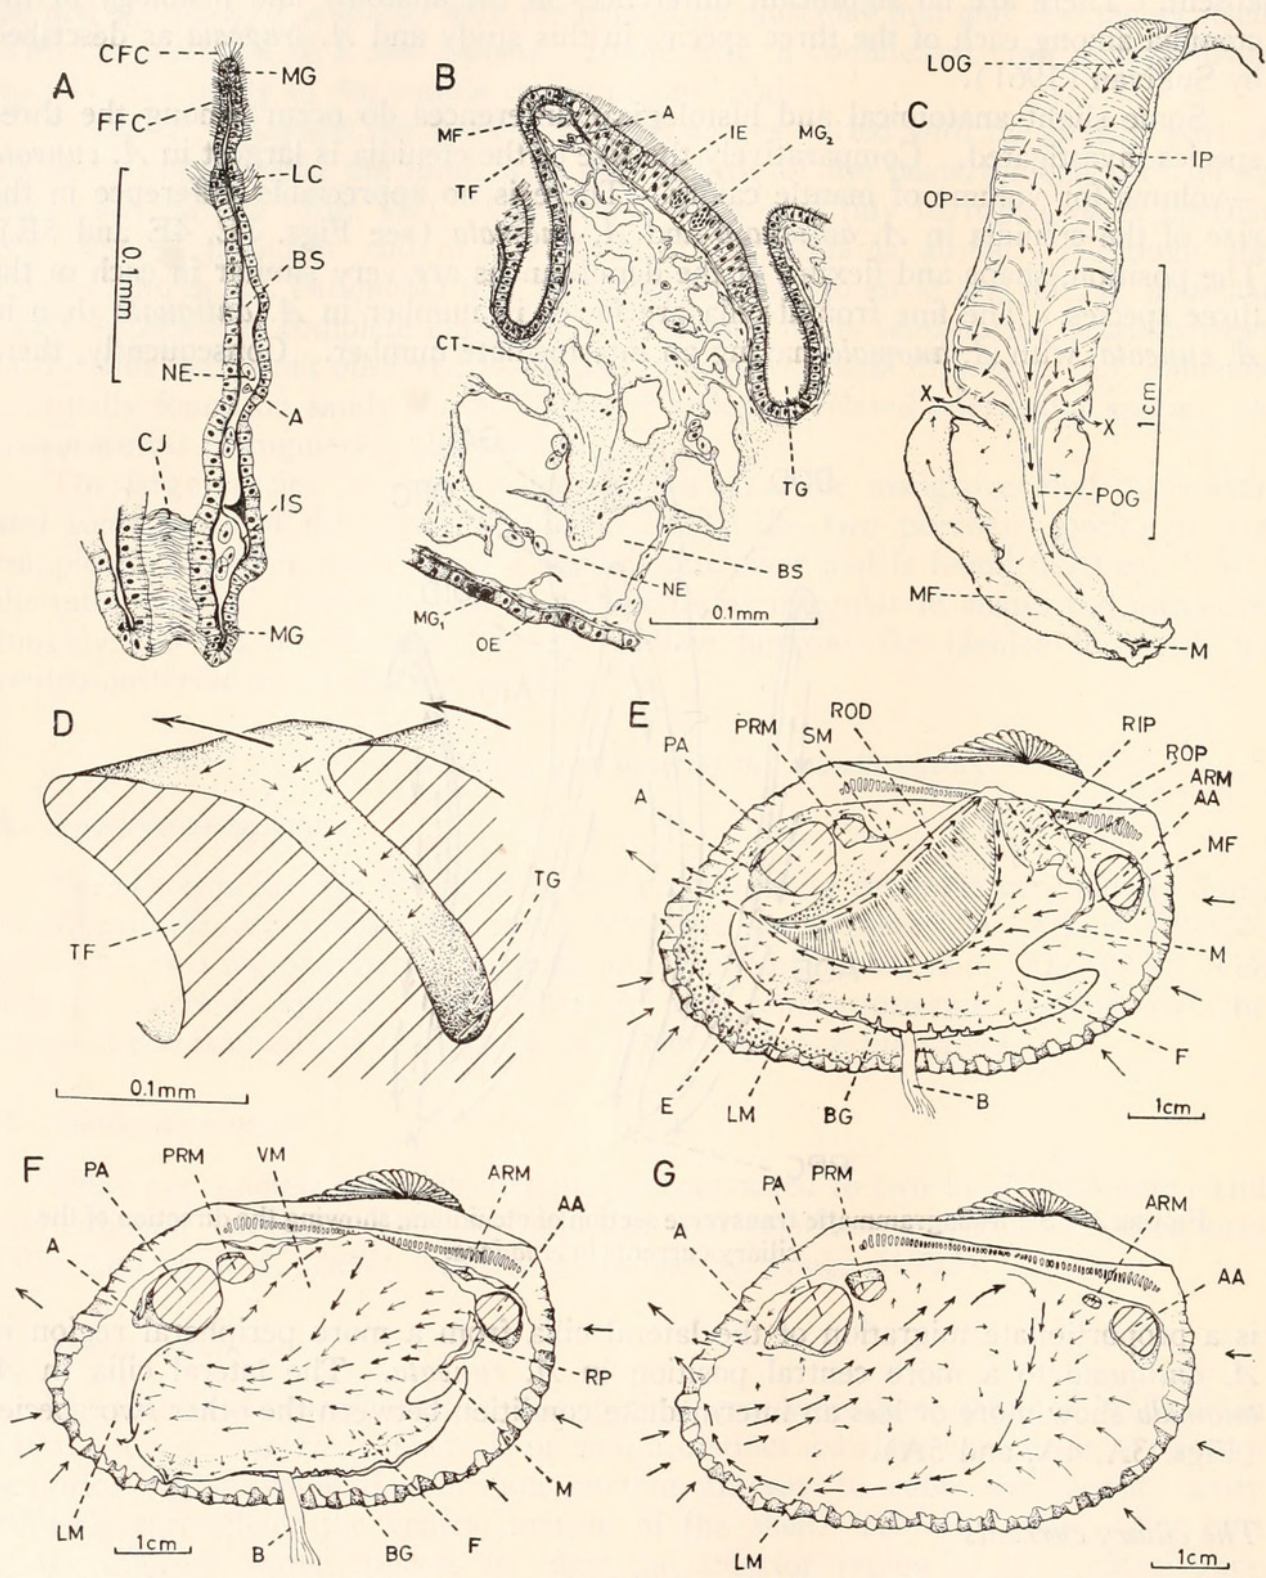 A
CFC
MG
FFC
LC
0.1mm
BS
NE
A
CJ
IS
MG
B
MF
A
IE
MG2
TF
CT
TG
BS
NE
MG1
OE
0.1mm
C
LOG
IP
OP
X
X
1cm
POG
MF
M
D
TG
TF
0.1mm
E
ROD
PRM
SM
PA
A
RIP
ROP
ARM
AA
MF
M
F
E
LM
BG
B
1cm
F
PRM
VM
PA
ARM
AA
A
RP
M
LM
B
BG
F
1cm
G
PRM
PA
A
ARM
AA
LM
1cm